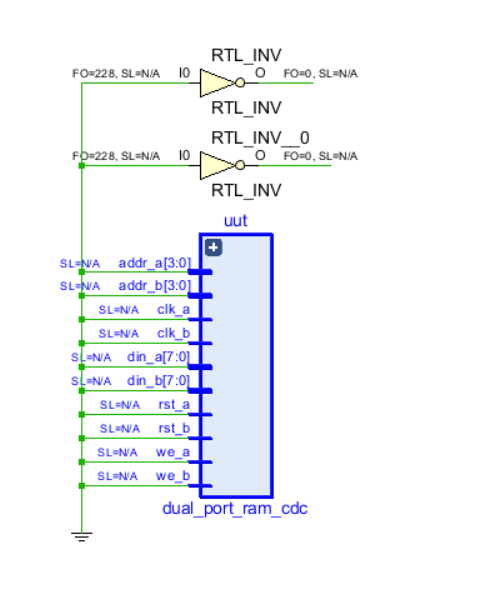 RTL_INV
FO=228, SL=N/A I0 O FO=0, SL=N/A
RTL_INV
RTL_INV__0
FO=228, SL=N/A I0 O FO=0, SL=N/A
RTL_INV
uut
+
SL=N/A addr_a[3:0]
SL=N/A addr_b[3:0]
SL=N/A clk_a
SL=N/A clk_b
SL=N/A din_a[7:0]
SL=N/A din_b[7:0]
SL=N/A rst_a
SL=N/A rst_b
SL=N/A we_a
SL=N/A we_b
dual_port_ram_cdc